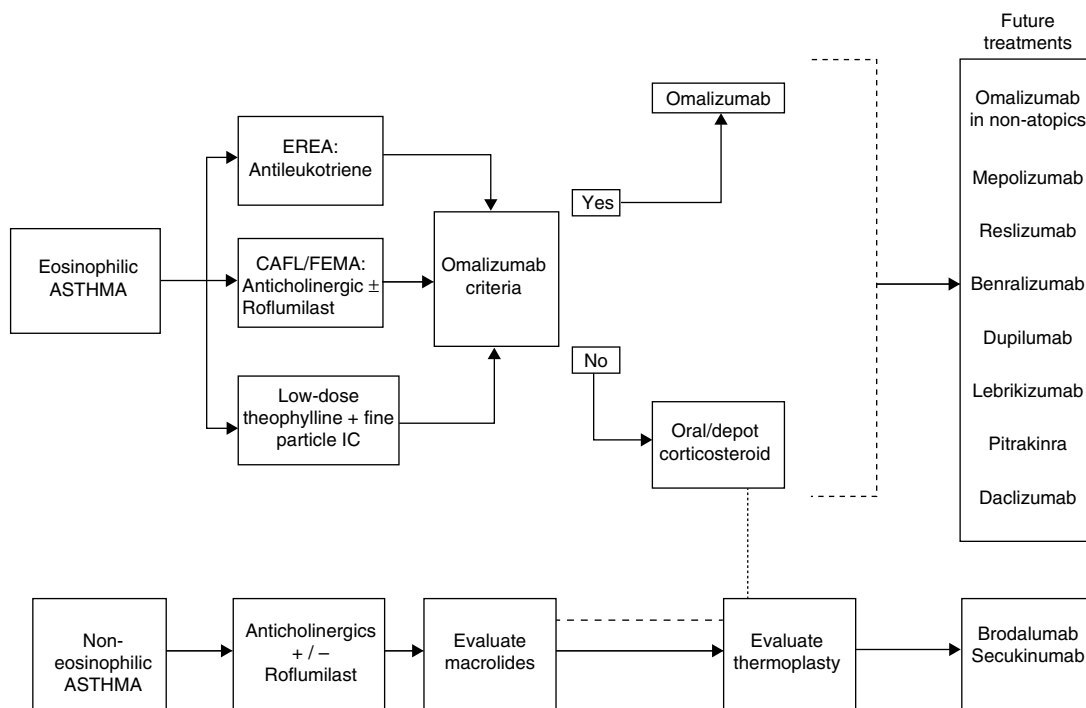 Future
treatments
Omalizumab
in non-atopics
Mepolizumab
Reslizumab
Benralizumab
Dupilumab
Lebrikizumab
Pitrakinra
Daclizumab
Eosinophilic
ASTHMA
EREA:
Antileukotriene
CAFL/FEMA:
Anticholinergic ±
Roflumilast
Low-dose
theophylline + fine
particle IC
Omalizumab
criteria
Yes
Omalizumab
No
Oral/depot
corticosteroid
Non-
eosinophilic
ASTHMA
Anticholinergics
+ / −
Roflumilast
Evaluate
macrolides
Evaluate
thermoplasty
Brodalumab
Secukinumab